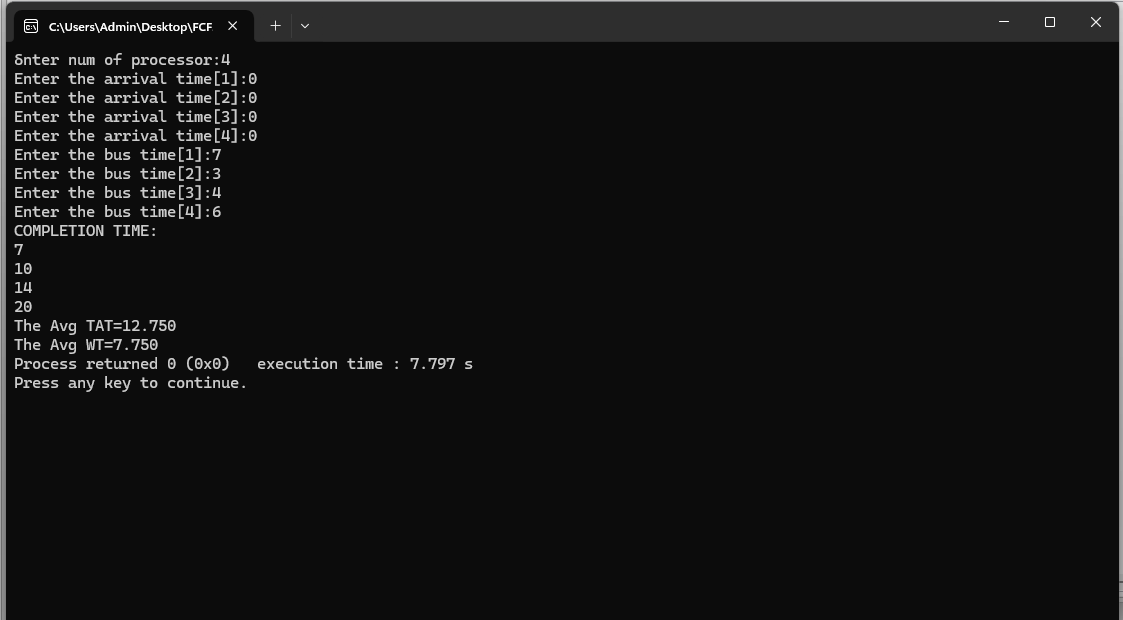 C:\Users\Admin\Desktop\FCF
δnter num of processor:4
Enter the arrival time[1]:0
Enter the arrival time[2]:0
Enter the arrival time[3]:0
Enter the arrival time[4]:0
Enter the bus time[1]:7
Enter the bus time[2]:3
Enter the bus time[3]:4
Enter the bus time[4]:6
COMPLETION TIME:
7
10
14
20
The Avg TAT=12.750
The Avg WT=7.750
Process returned 0 (0x0)   execution time : 7.797 s
Press any key to continue.